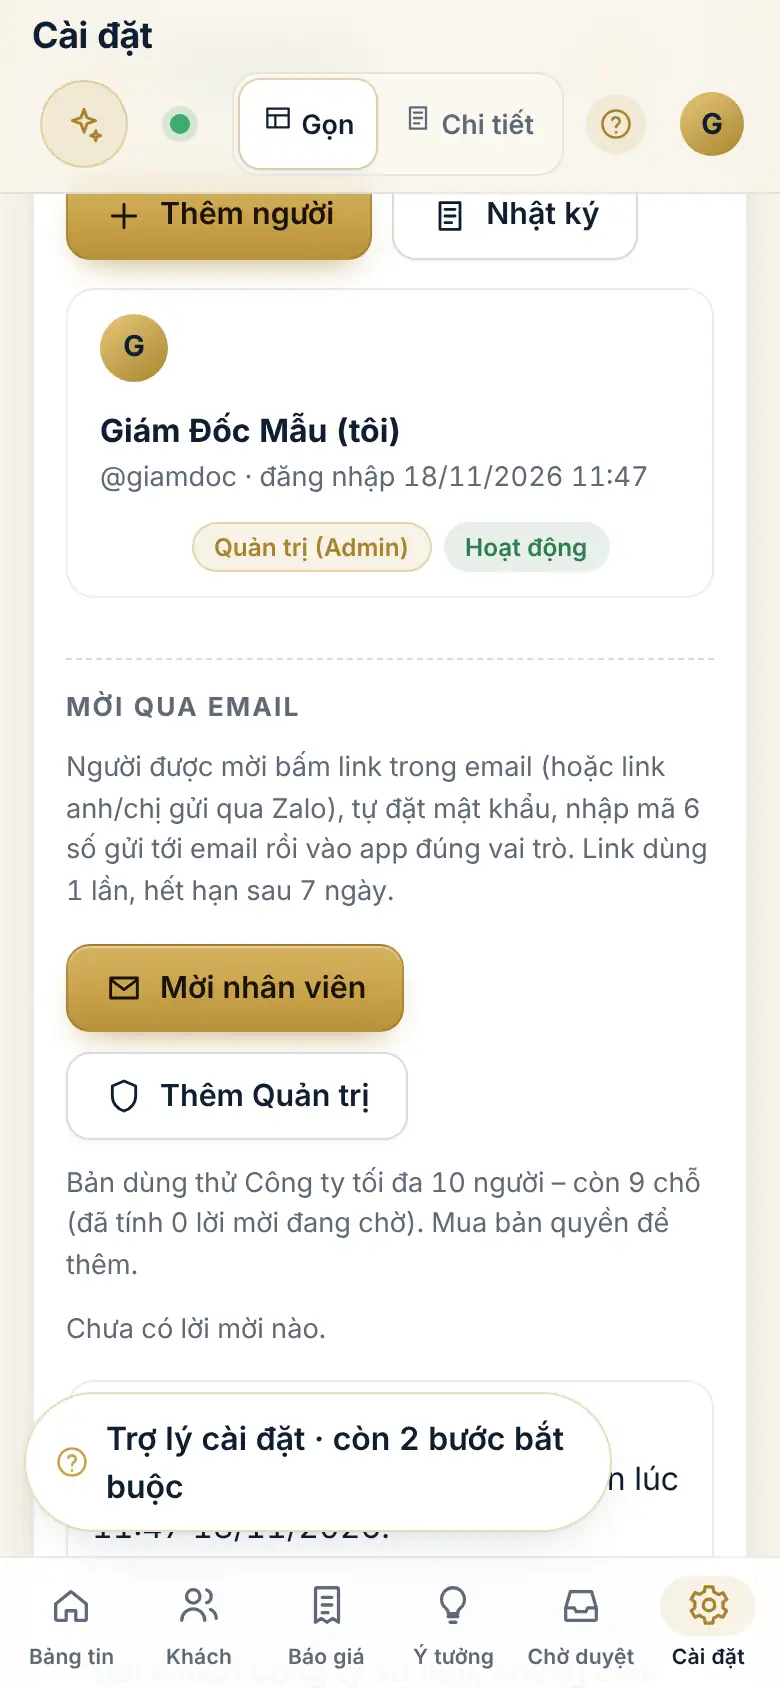 Cài đặt
Gọn
Chi tiết
G
Thêm người
Nhật ký
G
Giám Đốc Mẫu (tôi)
@giamdoc · đăng nhập 18/11/2026 11:47
Quản trị (Admin)
Hoạt động
MỜI QUA EMAIL
Người được mời bấm link trong email (hoặc link
anh/chị gửi qua Zalo), tự đặt mật khẩu, nhập mã 6
số gửi tới email rồi vào app đúng vai trò. Link dùng
1 lần, hết hạn sau 7 ngày.
Mời nhân viên
Thêm Quản trị
Bản dùng thử Công ty tối đa 10 người – còn 9 chỗ
(đã tính 0 lời mời đang chờ). Mua bản quyền để
thêm.
Chưa có lời mời nào.
Trợ lý cài đặt · còn 2 bước bắt
buộc
lúc
11:47 18/11/2026.
Bảng tin
Khách
Báo giá
Ý tưởng
Chờ duyệt
Cài đặt